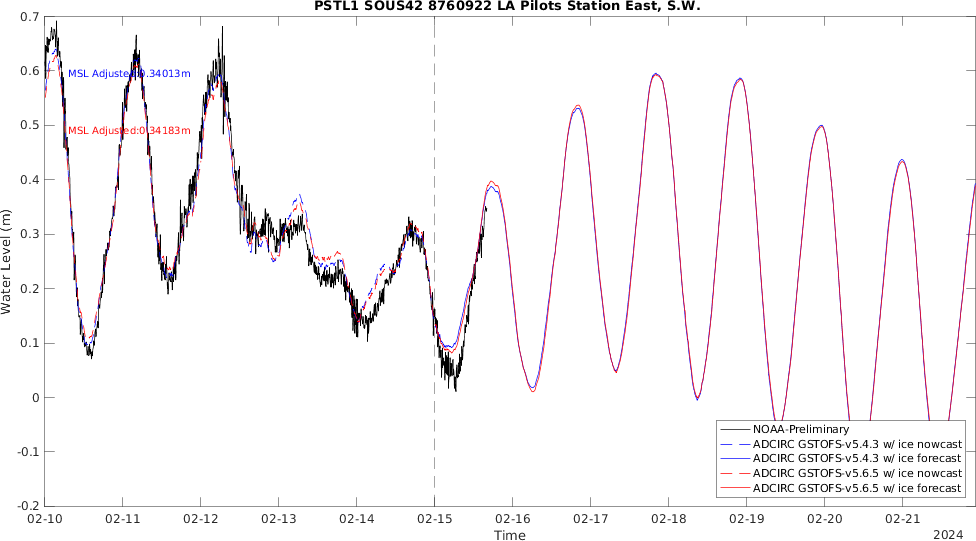 PSTL1 SOUS42 8760922 LA Pilots Station East, S.W.
0.7
0.6
0.5
0.4
0.3
0.2
0.1
0
-0.1
-0.2
Water Level (m)
MSL Adjusted:0.34013m
MSL Adjusted:0.34183m
NOAA-Preliminary
ADCIRC GSTOFS-v5.4.3 w/ ice nowcast
ADCIRC GSTOFS-v5.4.3 w/ ice forecast
ADCIRC GSTOFS-v5.6.5 w/ ice nowcast
ADCIRC GSTOFS-v5.6.5 w/ ice forecast
02-10 02-11 02-12 02-13 02-14 02-15 02-16 02-17 02-18 02-19 02-20 02-21
Time
2024